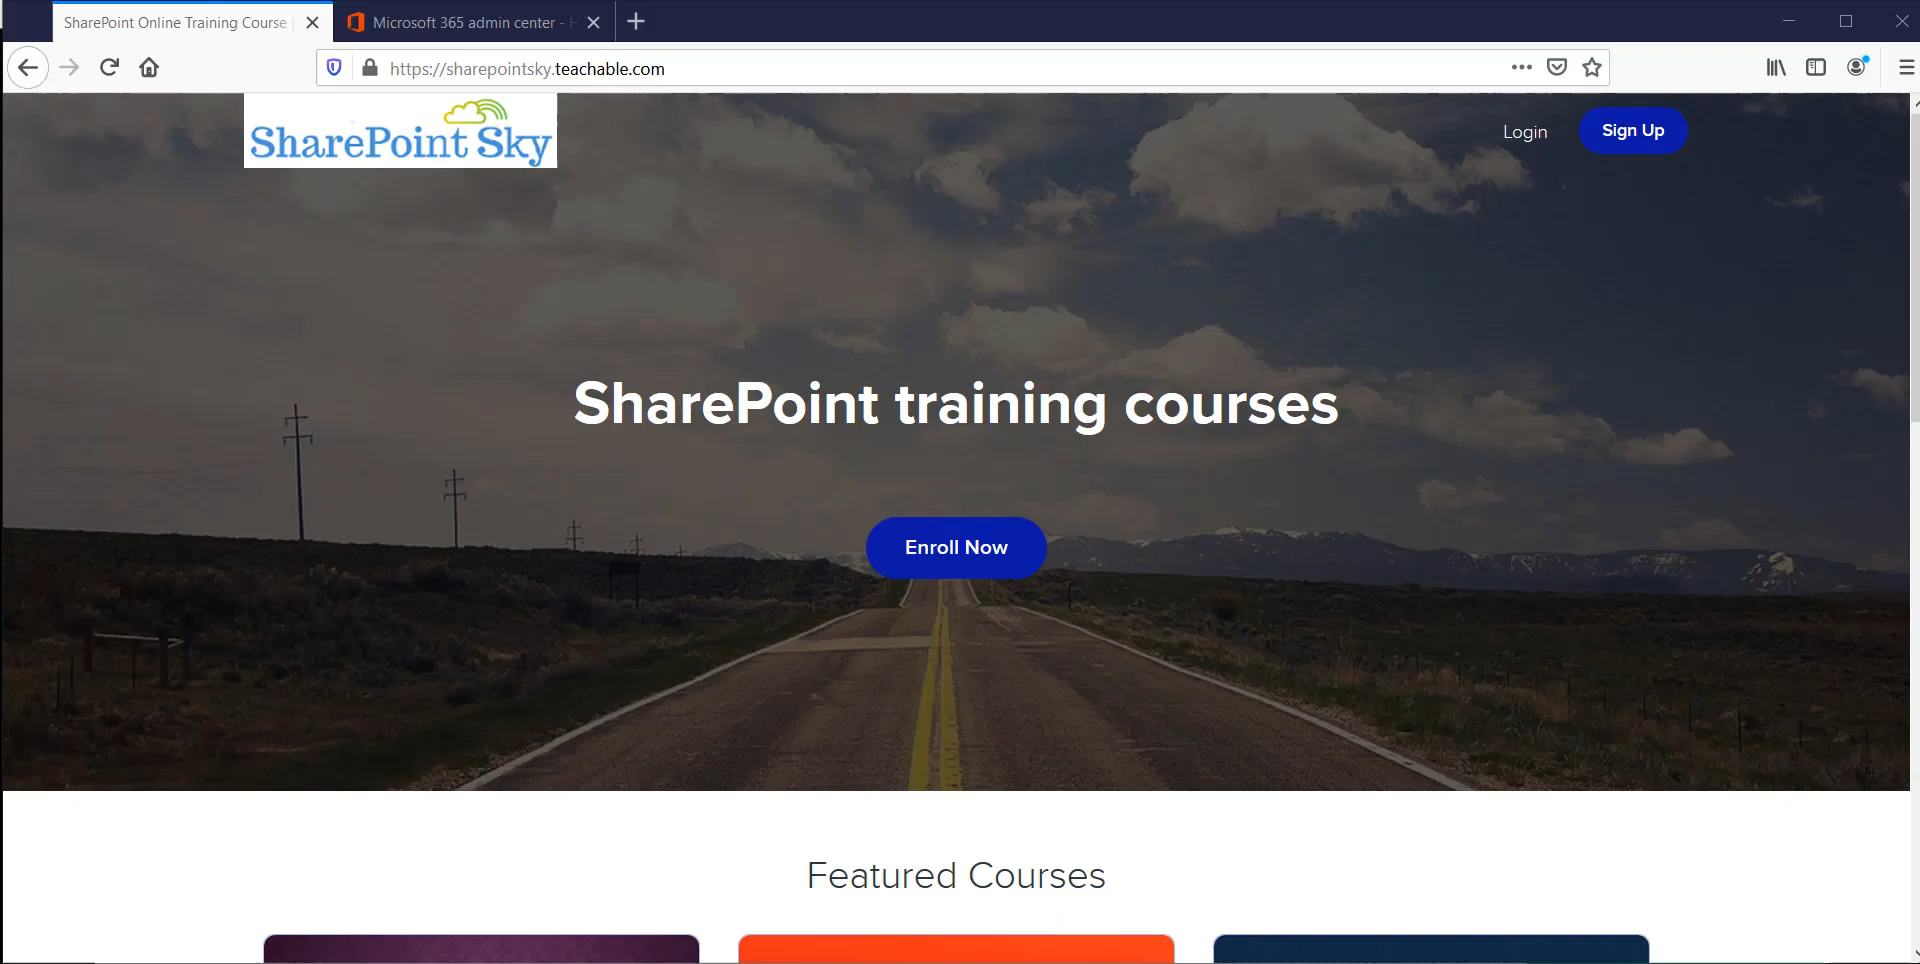 SharePoint Online Training Course
Microsoft 365 admin center -
https://sharepointsky.teachable.com
SharePoint Sky
Login
Sign Up
SharePoint training courses
Enroll Now
Featured Courses